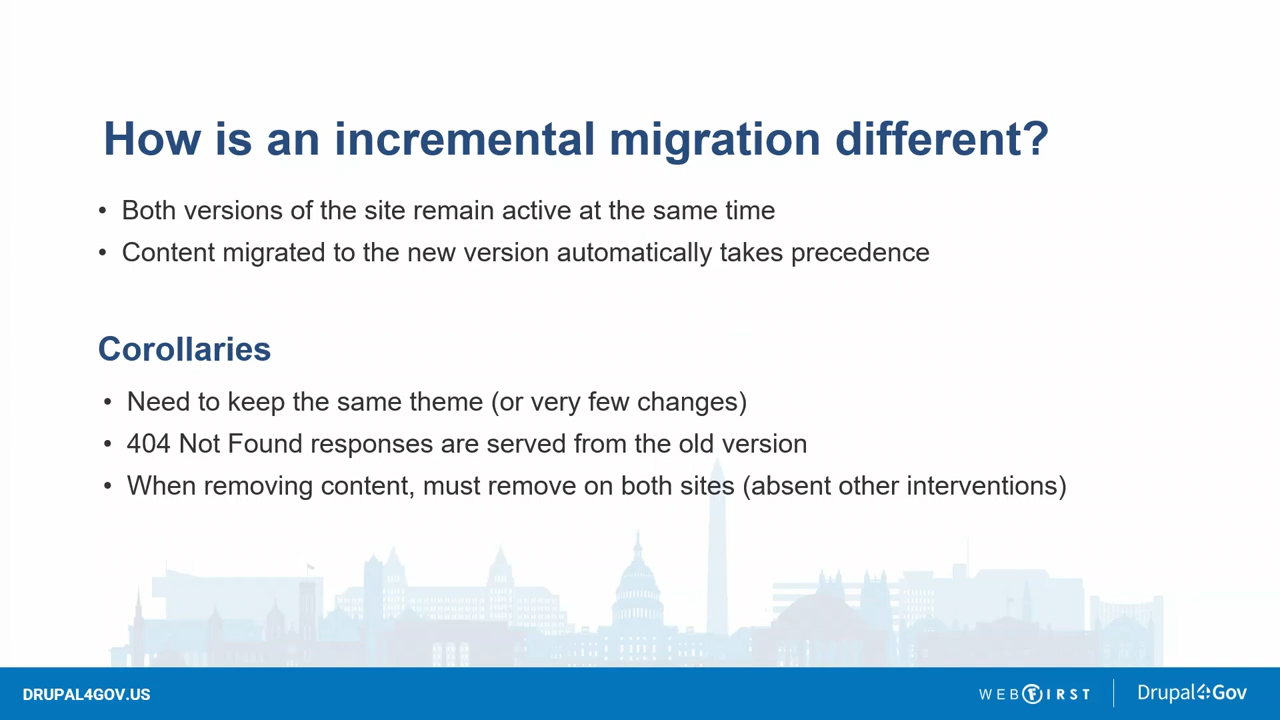 How is an incremental migration different?
• Both versions of the site remain active at the same time
• Content migrated to the new version automatically takes precedence
Corollaries
• Need to keep the same theme (or very few changes)
• 404 Not Found responses are served from the old version
• When removing content, must remove on both sites (absent other interventions)
DRUPAL4GOV.US
WEBFIRST
Drupal4Gov